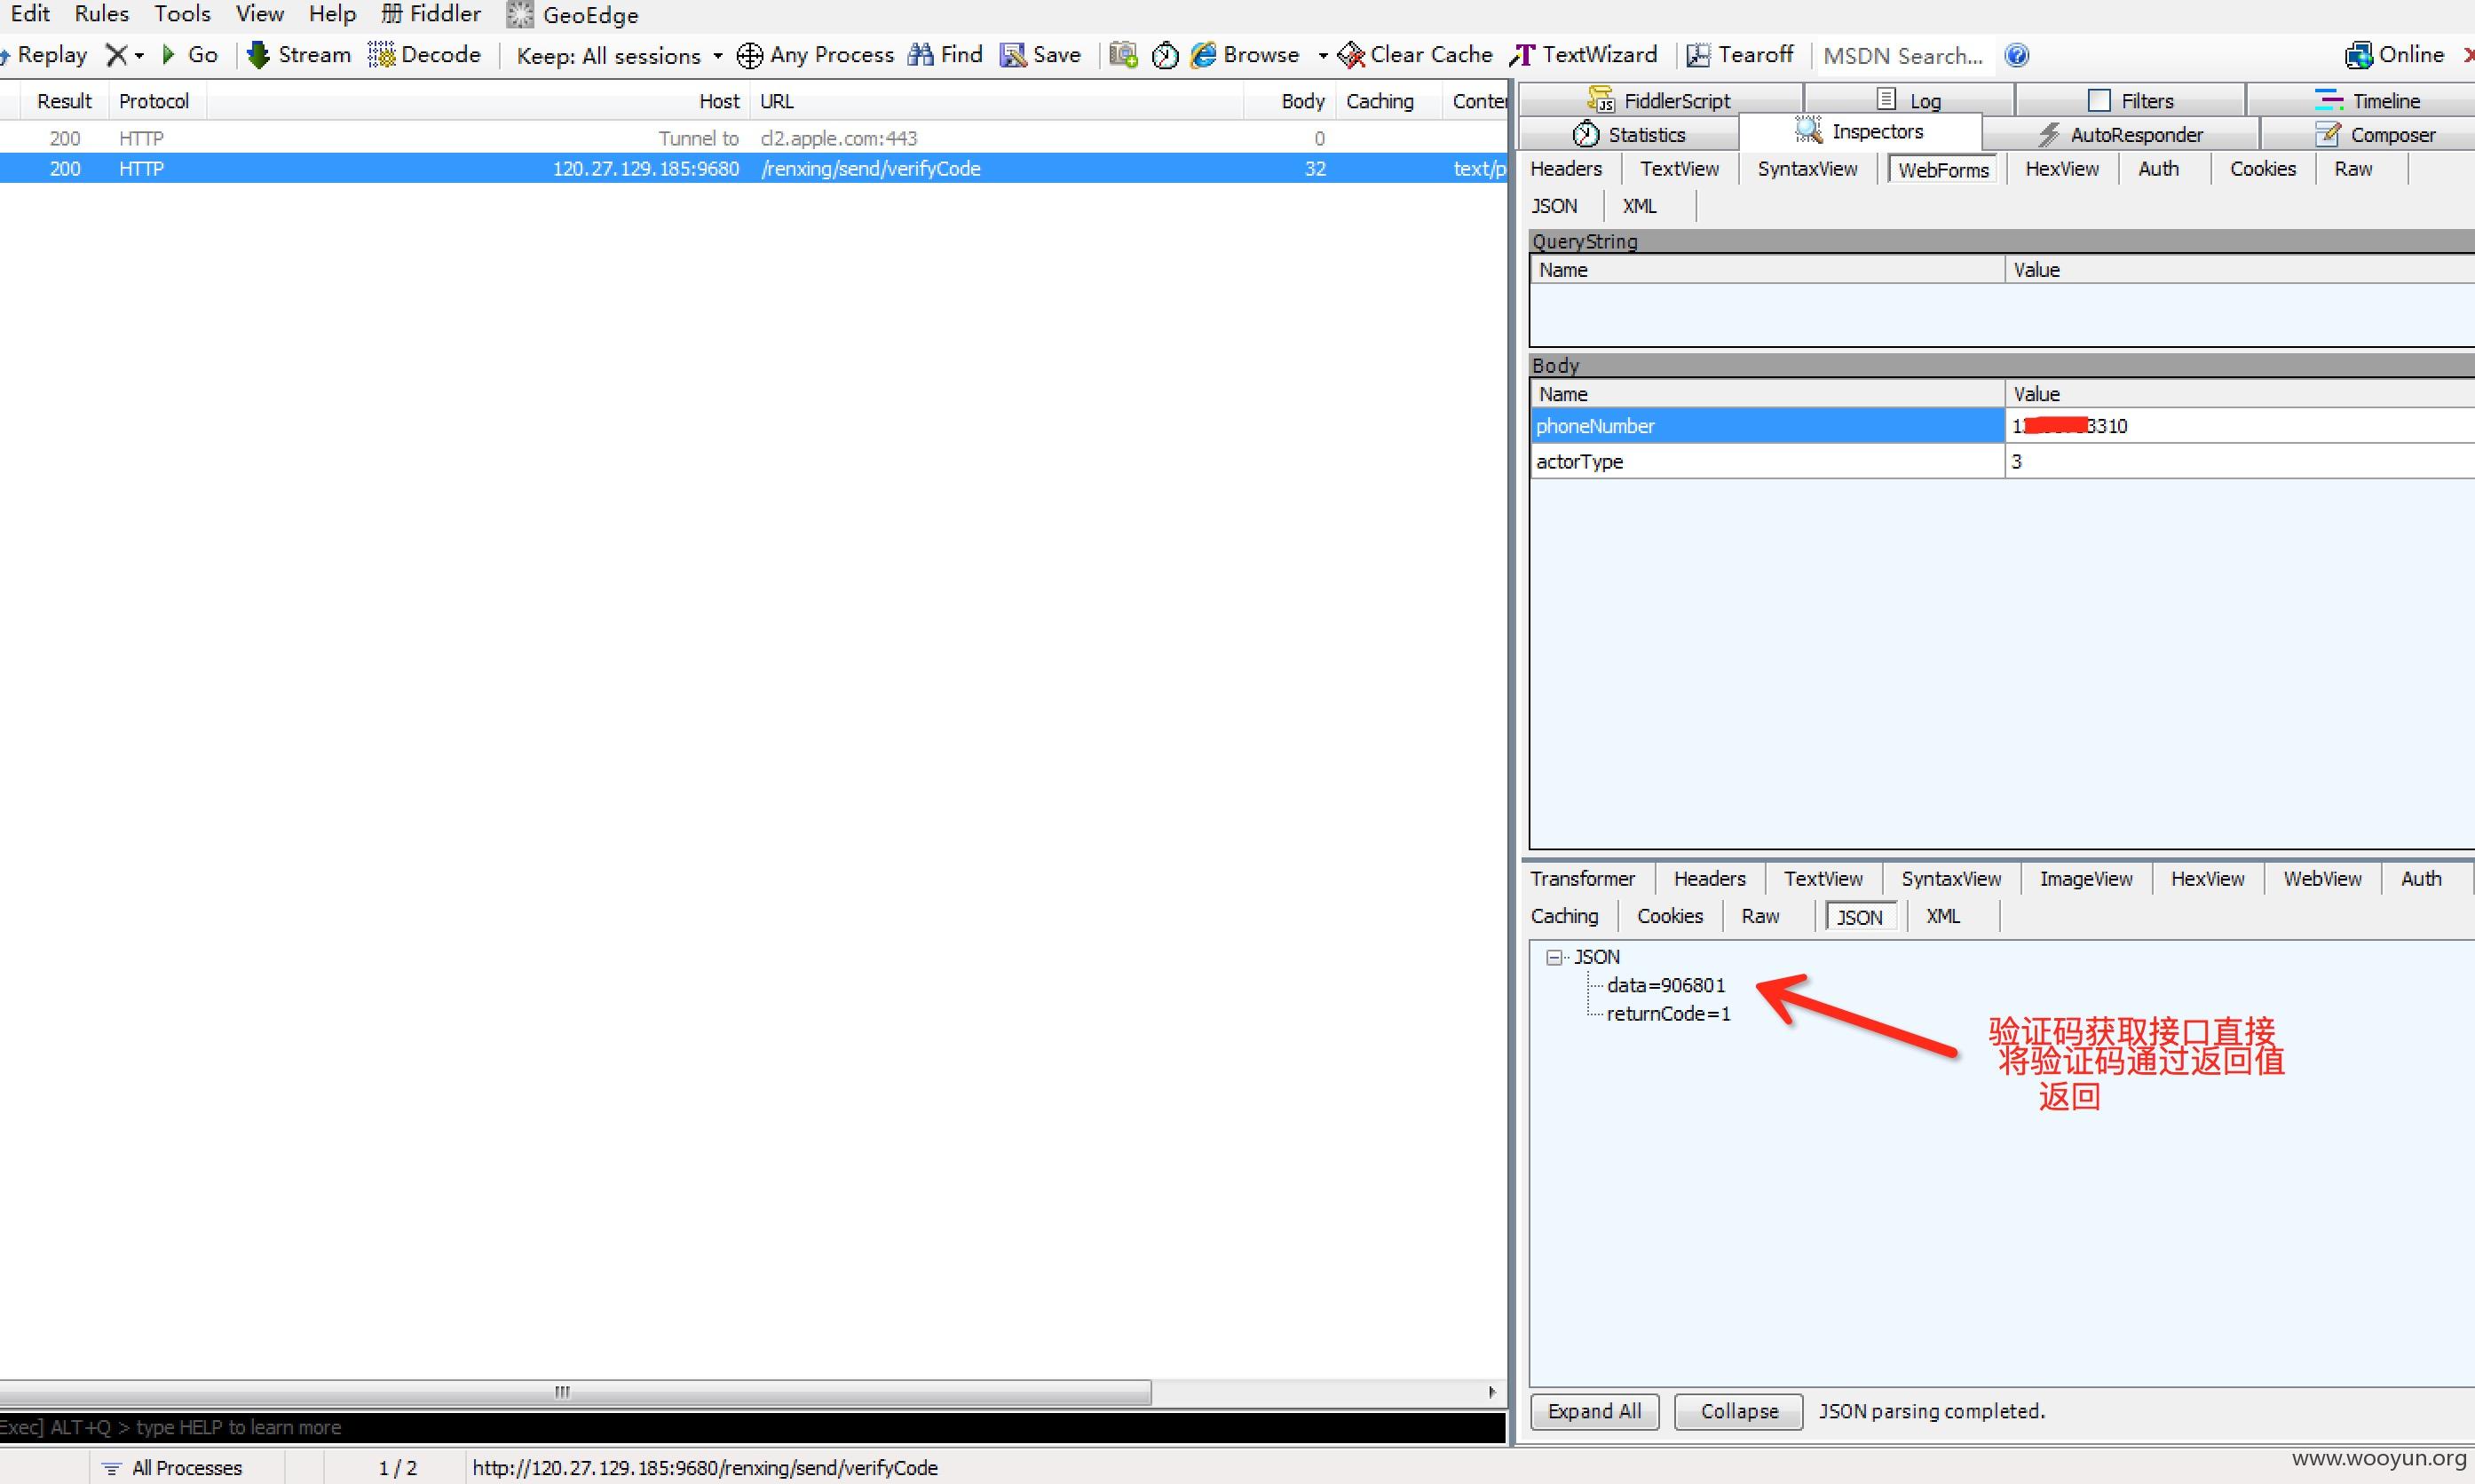 Edit Rules Tools View Help 册 Fiddler GeoEdge
Replay Go Stream Decode Keep: All sessions Any Process Find Save Browse Clear Cache TextWizard Tearoff MSDN Search... Online
Result Protocol Host URL Body Caching
200 HTTP Tunnel to cl2.apple.com:443 0
200 HTTP 120.27.129.185:9680 /renxing/send/verifyCode 32 text/p
FiddlerScript Log Filters Timeline
Statistics Inspectors AutoResponder Composer
Headers TextView SyntaxView WebForms HexView Auth Cookies Raw
JSON XML
QueryString
Name Value
Body
Name Value
phoneNumber 1 3310
actorType 3
Transformer Headers TextView SyntaxView ImageView HexView WebView Auth
Caching Cookies Raw JSON XML
JSON
data=906801
returnCode=1
验证码获取接口直接
将验证码通过返回值
返回
Expand All Collapse JSON parsing completed.
Exec] ALT+Q > type HELP to learn more
All Processes 1 / 2 http://120.27.129.185:9680/renxing/send/verifyCode
www.wooyun.org